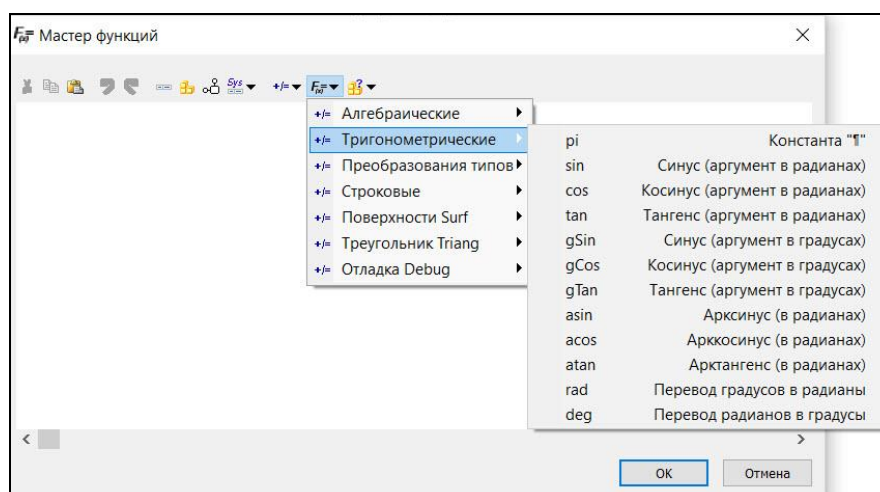 F(x)= Мастер функций
Sys +/= F(x)=
+/= Алгебраические
+/= Тригонометрические
+/= Преобразования типов
+/= Строковые
+/= Поверхности Surf
+/= Треугольник Triang
+/= Отладка Debug
pi Константа "¶"
sin Синус (аргумент в радианах)
cos Косинус (аргумент в радианах)
tan Тангенс (аргумент в радианах)
gSin Синус (аргумент в градусах)
gCos Косинус (аргумент в градусах)
gTan Тангенс (аргумент в градусах)
asin Арксинус (в радианах)
acos Арккосинус (в радианах)
atan Арктангенс (в радианах)
rad Перевод градусов в радианы
deg Перевод радианов в градусы
ОК Отмена